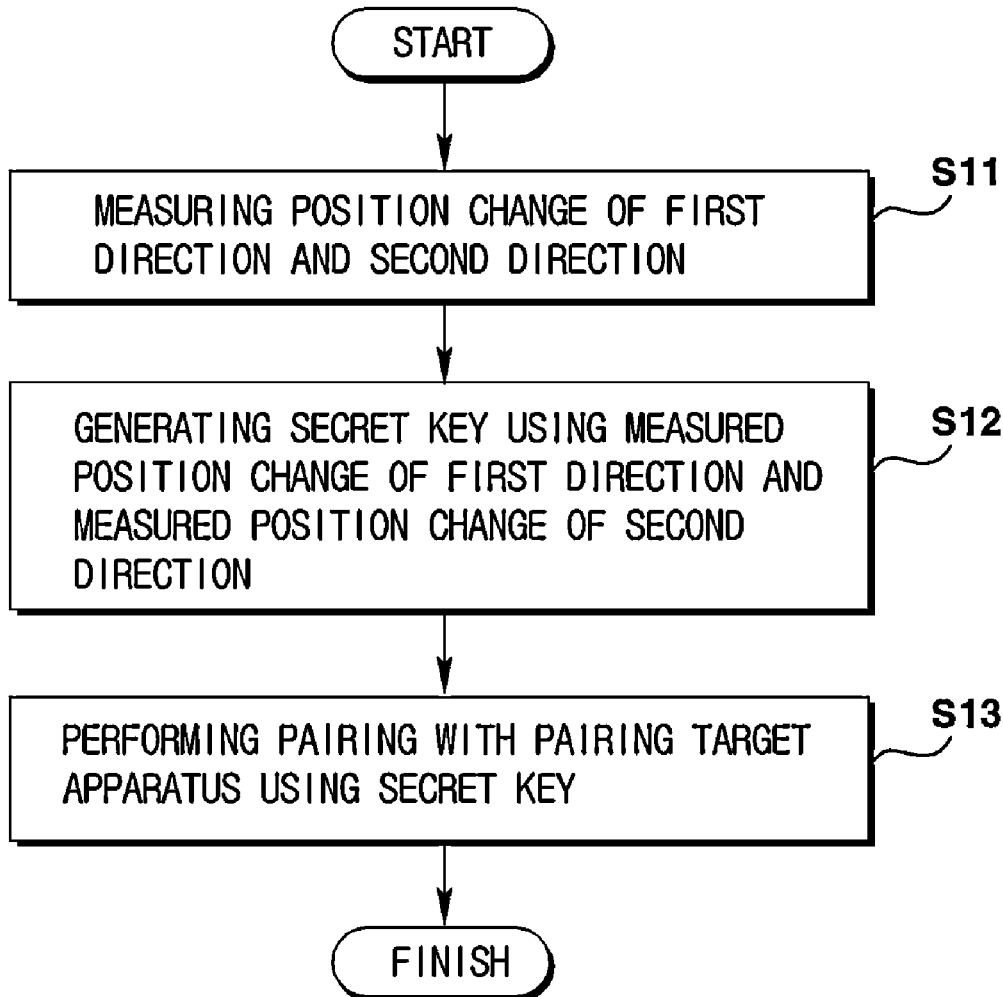 START
S11
MEASURING POSITION CHANGE OF FIRST
DIRECTION AND SECOND DIRECTION
S12
GENERATING SECRET KEY USING MEASURED
POSITION CHANGE OF FIRST DIRECTION AND
MEASURED POSITION CHANGE OF SECOND
DIRECTION
S13
PERFORMING PAIRING WITH PAIRING TARGET
APPARATUS USING SECRET KEY
FINISH